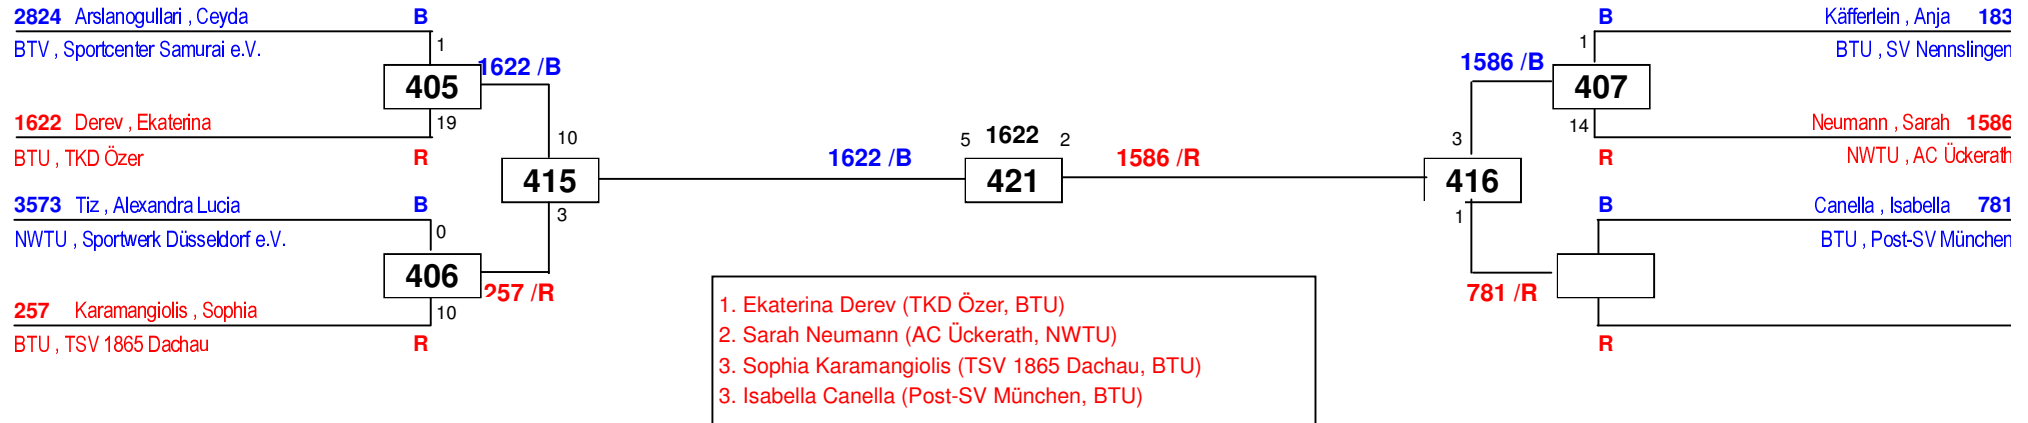 2824 Arslanogullari , Ceyda B
BTV , Sportcenter Samurai e.V.
1
405
1622 /B
1622 Derev , Ekaterina
19
BTU , TKD Özer R
10
415
3
3573 Tiz , Alexandra Lucia B
NWTU , Sportwerk Düsseldorf e.V.
0
406
257 /R
257 Karamangiolis , Sophia
10
BTU , TSV 1865 Dachau R
1622 /B
5 1622 2
421
1586 /R
B Käfferlein , Anja 183
1
BTU , SV Nennslingen
1586 /B
407
14
Neumann , Sarah 1586
R NWTU , AC Ückerath
3
416
1
B Canella , Isabella 781
BTU , Post-SV München
781 /R
R
1. Ekaterina Derev (TKD Özer, BTU)
2. Sarah Neumann (AC Ückerath, NWTU)
3. Sophia Karamangiolis (TSV 1865 Dachau, BTU)
3. Isabella Canella (Post-SV München, BTU)